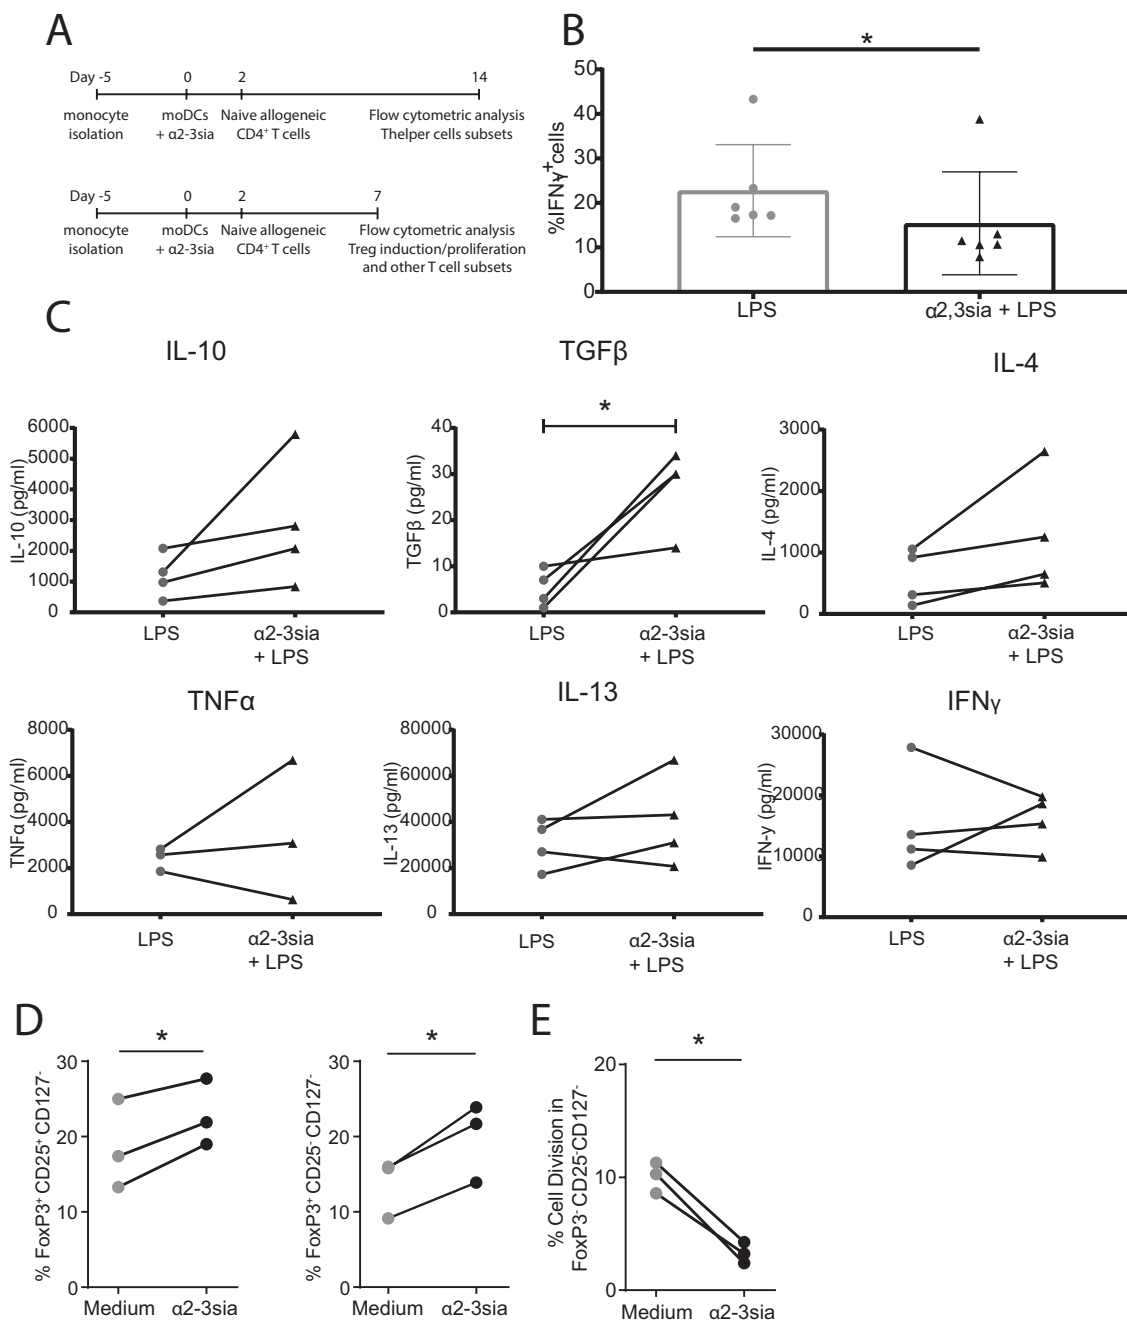 A
Day -5 0 2 14
monocyte moDCs Naive allogeneic Flow cytometric analysis
isolation + α2-3sia CD4⁺ T cells Thelper cells subsets
Day -5 0 2 7
monocyte moDCs Naive allogeneic Flow cytometric analysis
isolation + α2-3sia CD4⁺ T cells Treg induction/proliferation
and other T cell subsets
B
*
50
40
30
20
10
0
%IFNγ⁺cells
LPS α2,3sia + LPS
C
IL-10
6000
5000
4000
3000
2000
1000
0
IL-10 (pg/ml)
LPS α2-3sia
+ LPS
TGFβ
*
40
30
20
10
0
TGFβ (pg/ml)
LPS α2-3sia
+ LPS
IL-4
3000
2000
1000
0
IL-4 (pg/ml)
LPS α2-3sia
+ LPS
TNFα
8000
6000
4000
2000
0
TNFα (pg/ml)
LPS α2-3sia
+ LPS
IL-13
80000
60000
40000
20000
0
IL-13 (pg/ml)
LPS α2-3sia
+ LPS
IFNγ
30000
20000
10000
0
IFN-y (pg/ml)
LPS α2-3sia
+ LPS
D
*
30
20
10
0
% FoxP3⁺ CD25⁺ CD127⁻
Medium α2-3sia
*
30
20
10
0
% FoxP3⁺ CD25⁻ CD127⁻
Medium α2-3sia
E
*
20
10
0
% Cell Division in
FoxP3⁻ CD25⁻CD127⁻
Medium α2-3sia